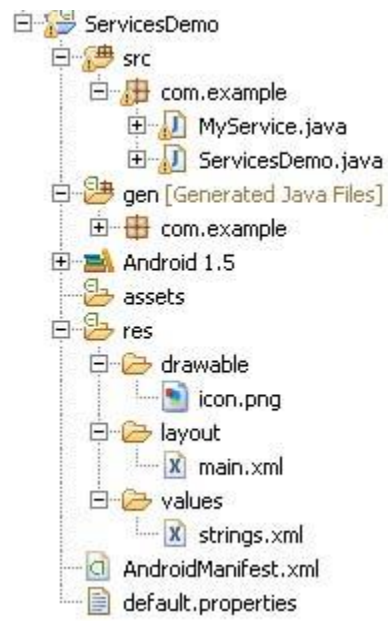 ServicesDemo
src
com.example
MyService.java
ServicesDemo.java
gen [Generated Java Files]
com.example
Android 1.5
assets
res
drawable
icon.png
layout
main.xml
values
strings.xml
AndroidManifest.xml
default.properties